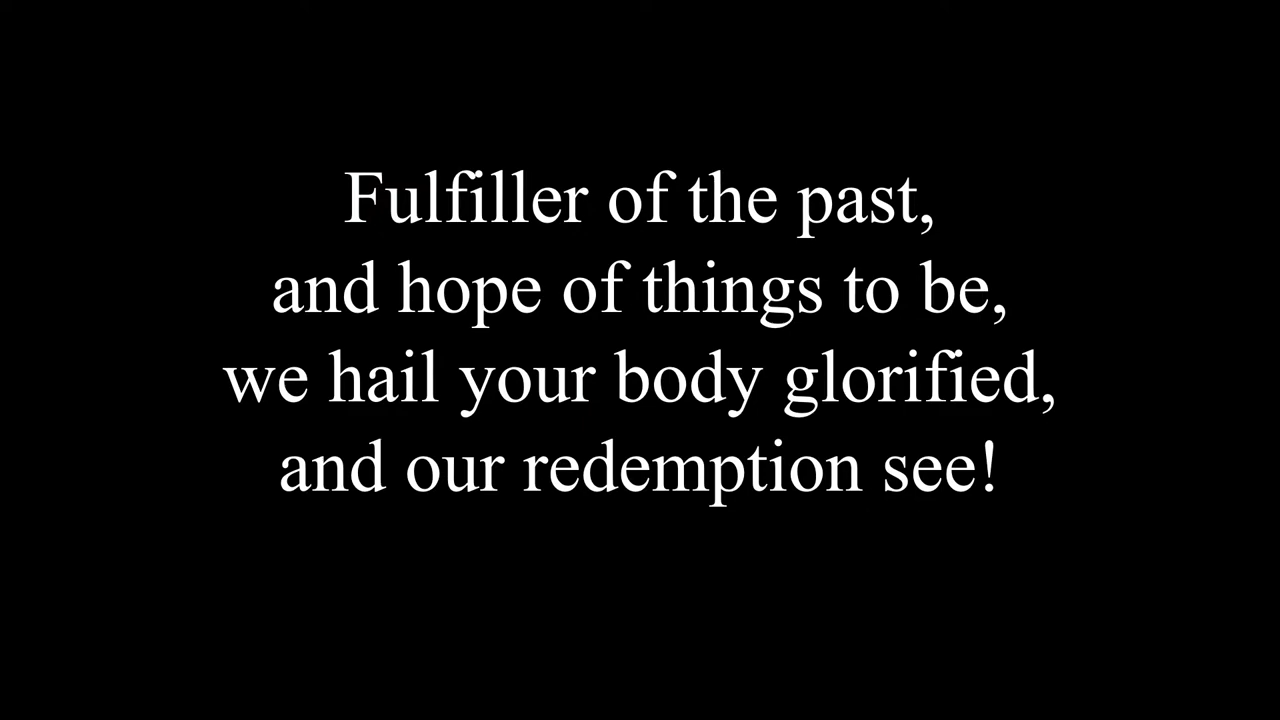 Fulfiller of the past,
and hope of things to be,
we hail your body glorified,
and our redemption see!